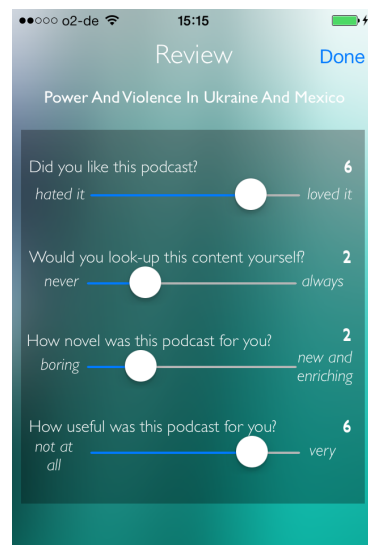 o2-de 15:15
Review Done
Power And Violence In Ukraine And Mexico
Did you like this podcast? 6
hated it loved it
Would you look-up this content yourself? 2
never always
How novel was this podcast for you? 2
boring new and
enriching
How useful was this podcast for you? 6
not at
all very